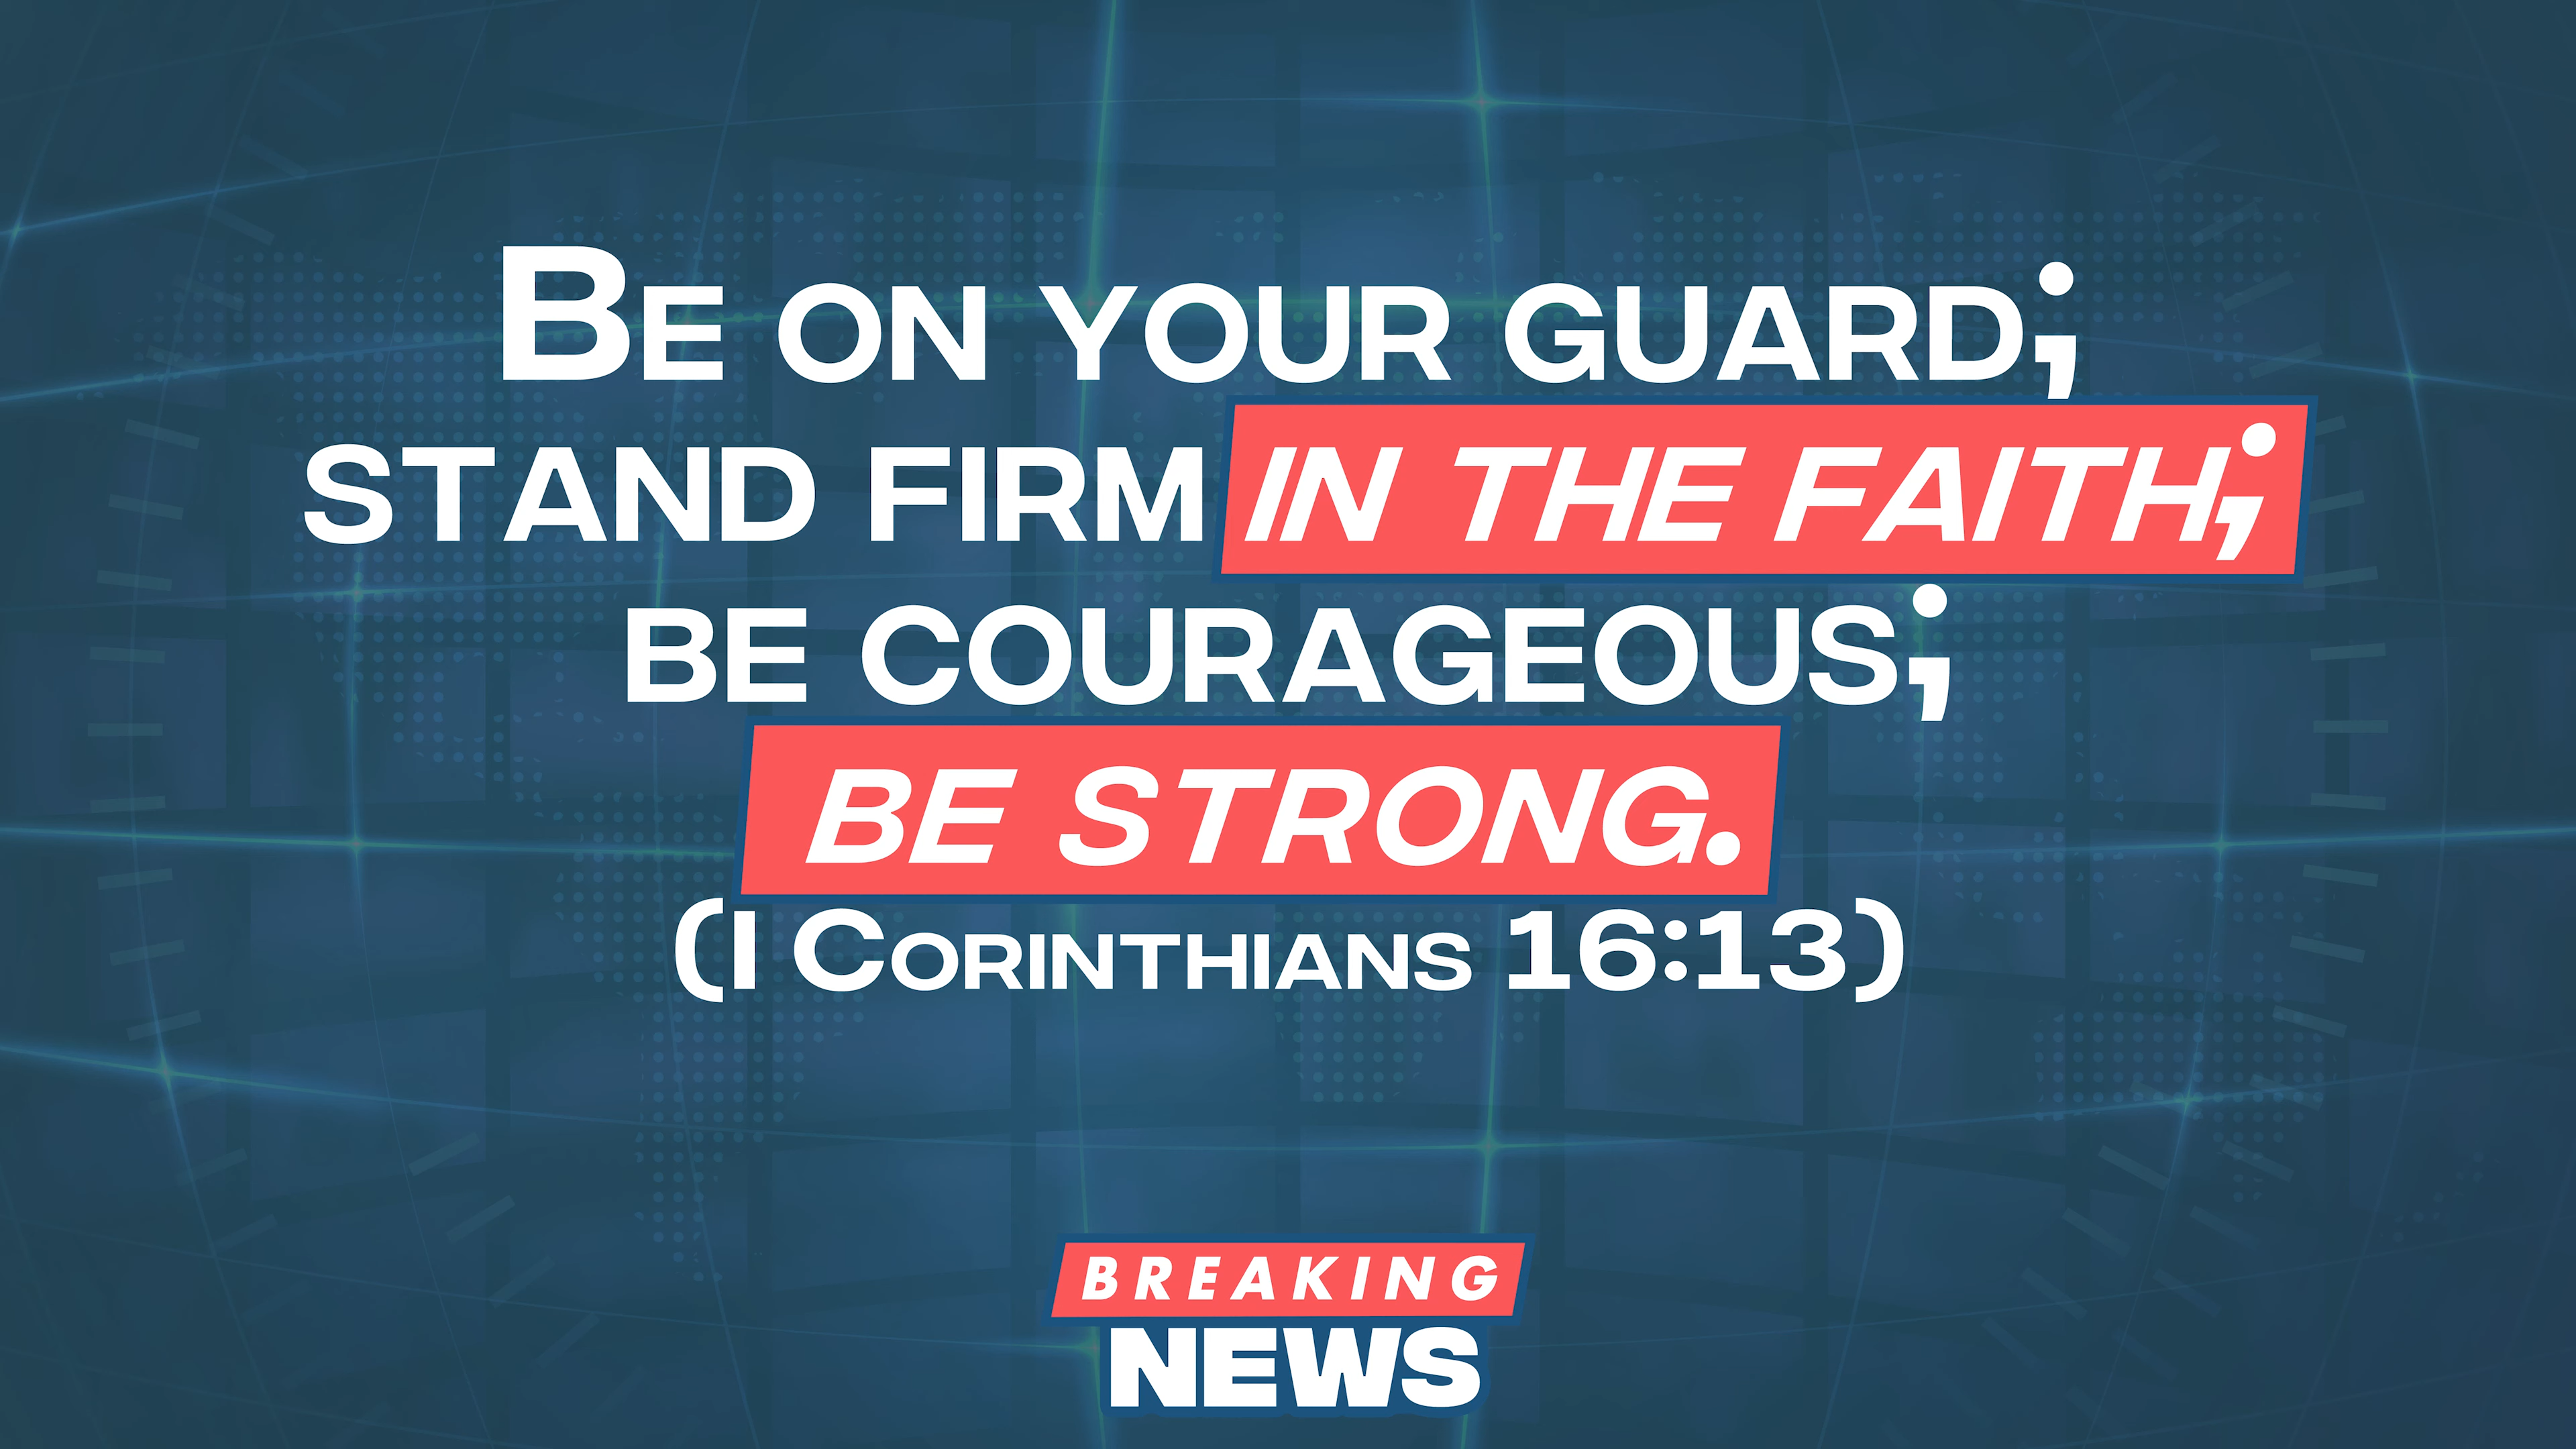 Be on your guard;
stand firm in the faith;
be courageous;
be strong.
(I Corinthians 16:13)
BREAKING
NEWS